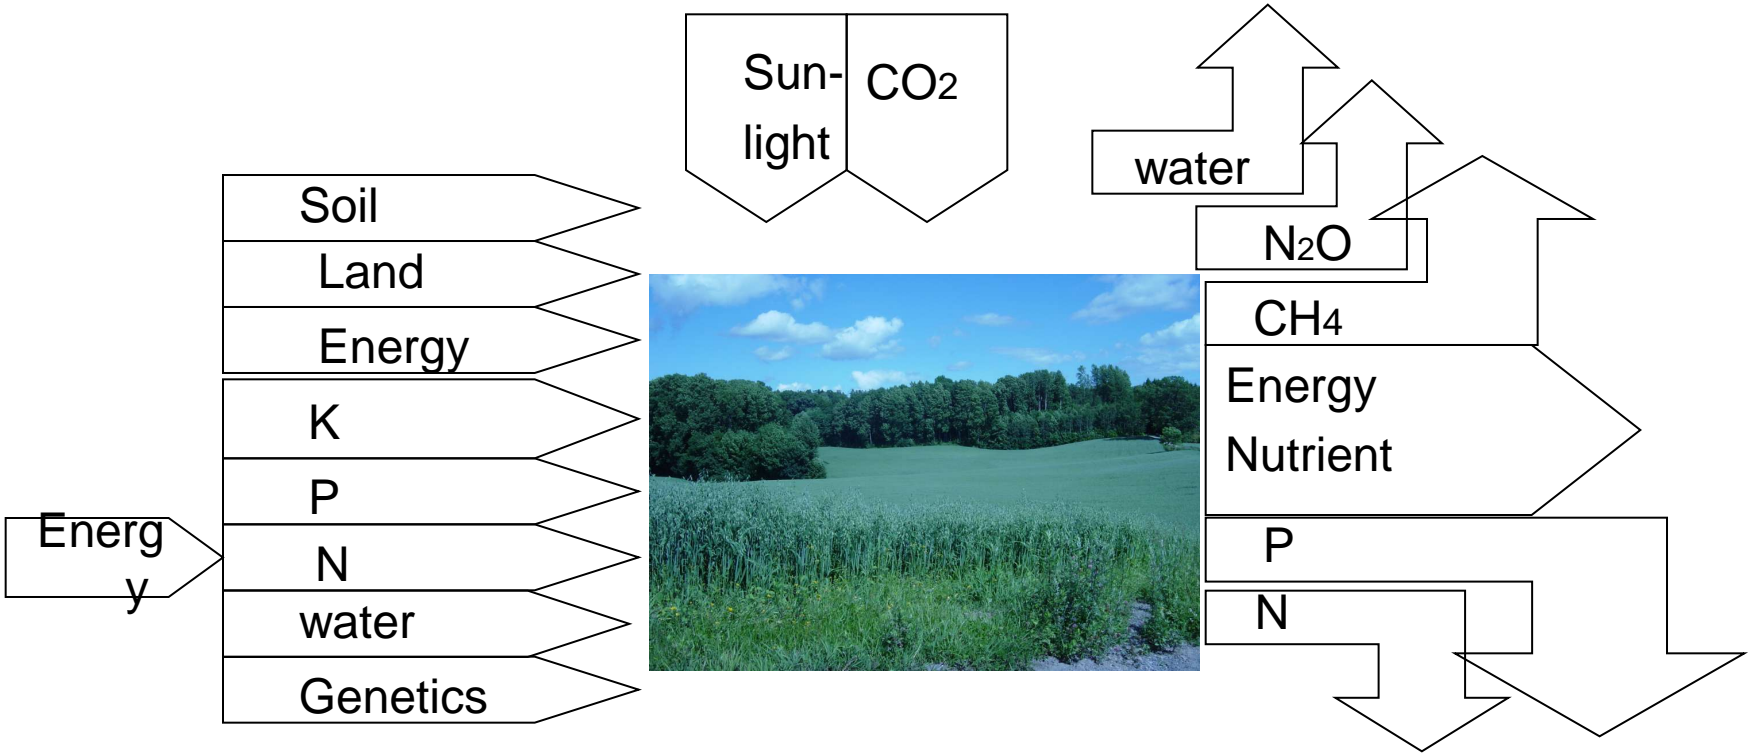 Sun-
light
CO2
water
Soil
N2O
Land
CH4
Energy
Energy
Nutrient
K
P
Energ
y
P
N
N
water
Genetics